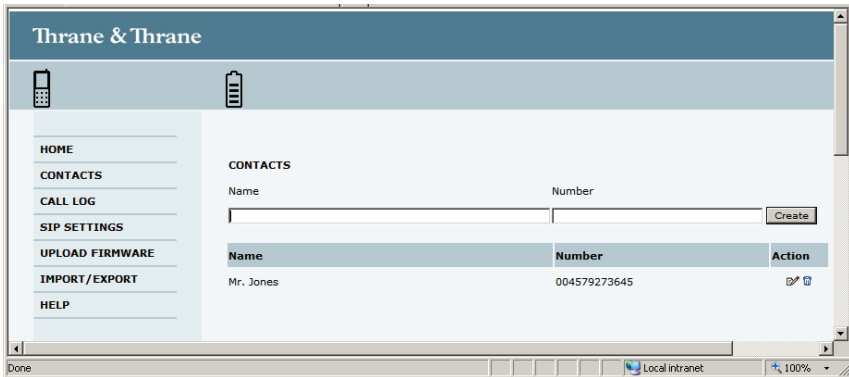 Thrane & Thrane
HOME
CONTACTS
CALL LOG
SIP SETTINGS
UPLOAD FIRMWARE
IMPORT/EXPORT
HELP
CONTACTS
Name Number
Create
Name Number Action
Mr. Jones 004579273645
Done Local intranet 100%